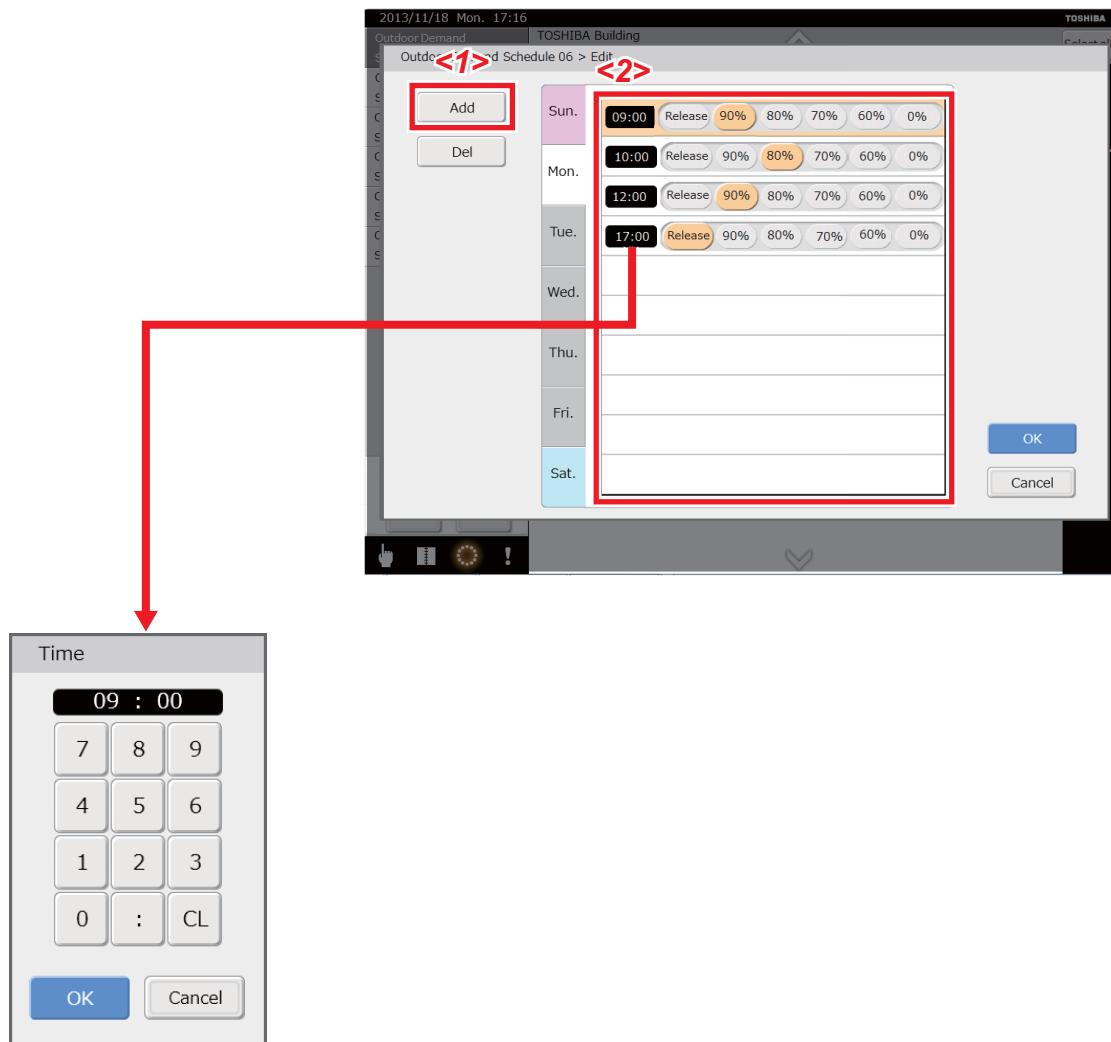 2013/11/18 Mon. 17:16
TOSHIBA
Outdoor Demand
TOSHIBA Building
Select all
<1>
Schedule 06 > Edit
<2>
Add
Del
Sun.
Mon.
Tue.
Wed.
Thu.
Fri.
Sat.
09:00 Release 90% 80% 70% 60% 0%
10:00 Release 90% 80% 70% 60% 0%
12:00 Release 90% 80% 70% 60% 0%
17:00 Release 90% 80% 70% 60% 0%
OK
Cancel
!
Time
09 : 00
7 8 9
4 5 6
1 2 3
0 : CL
OK Cancel